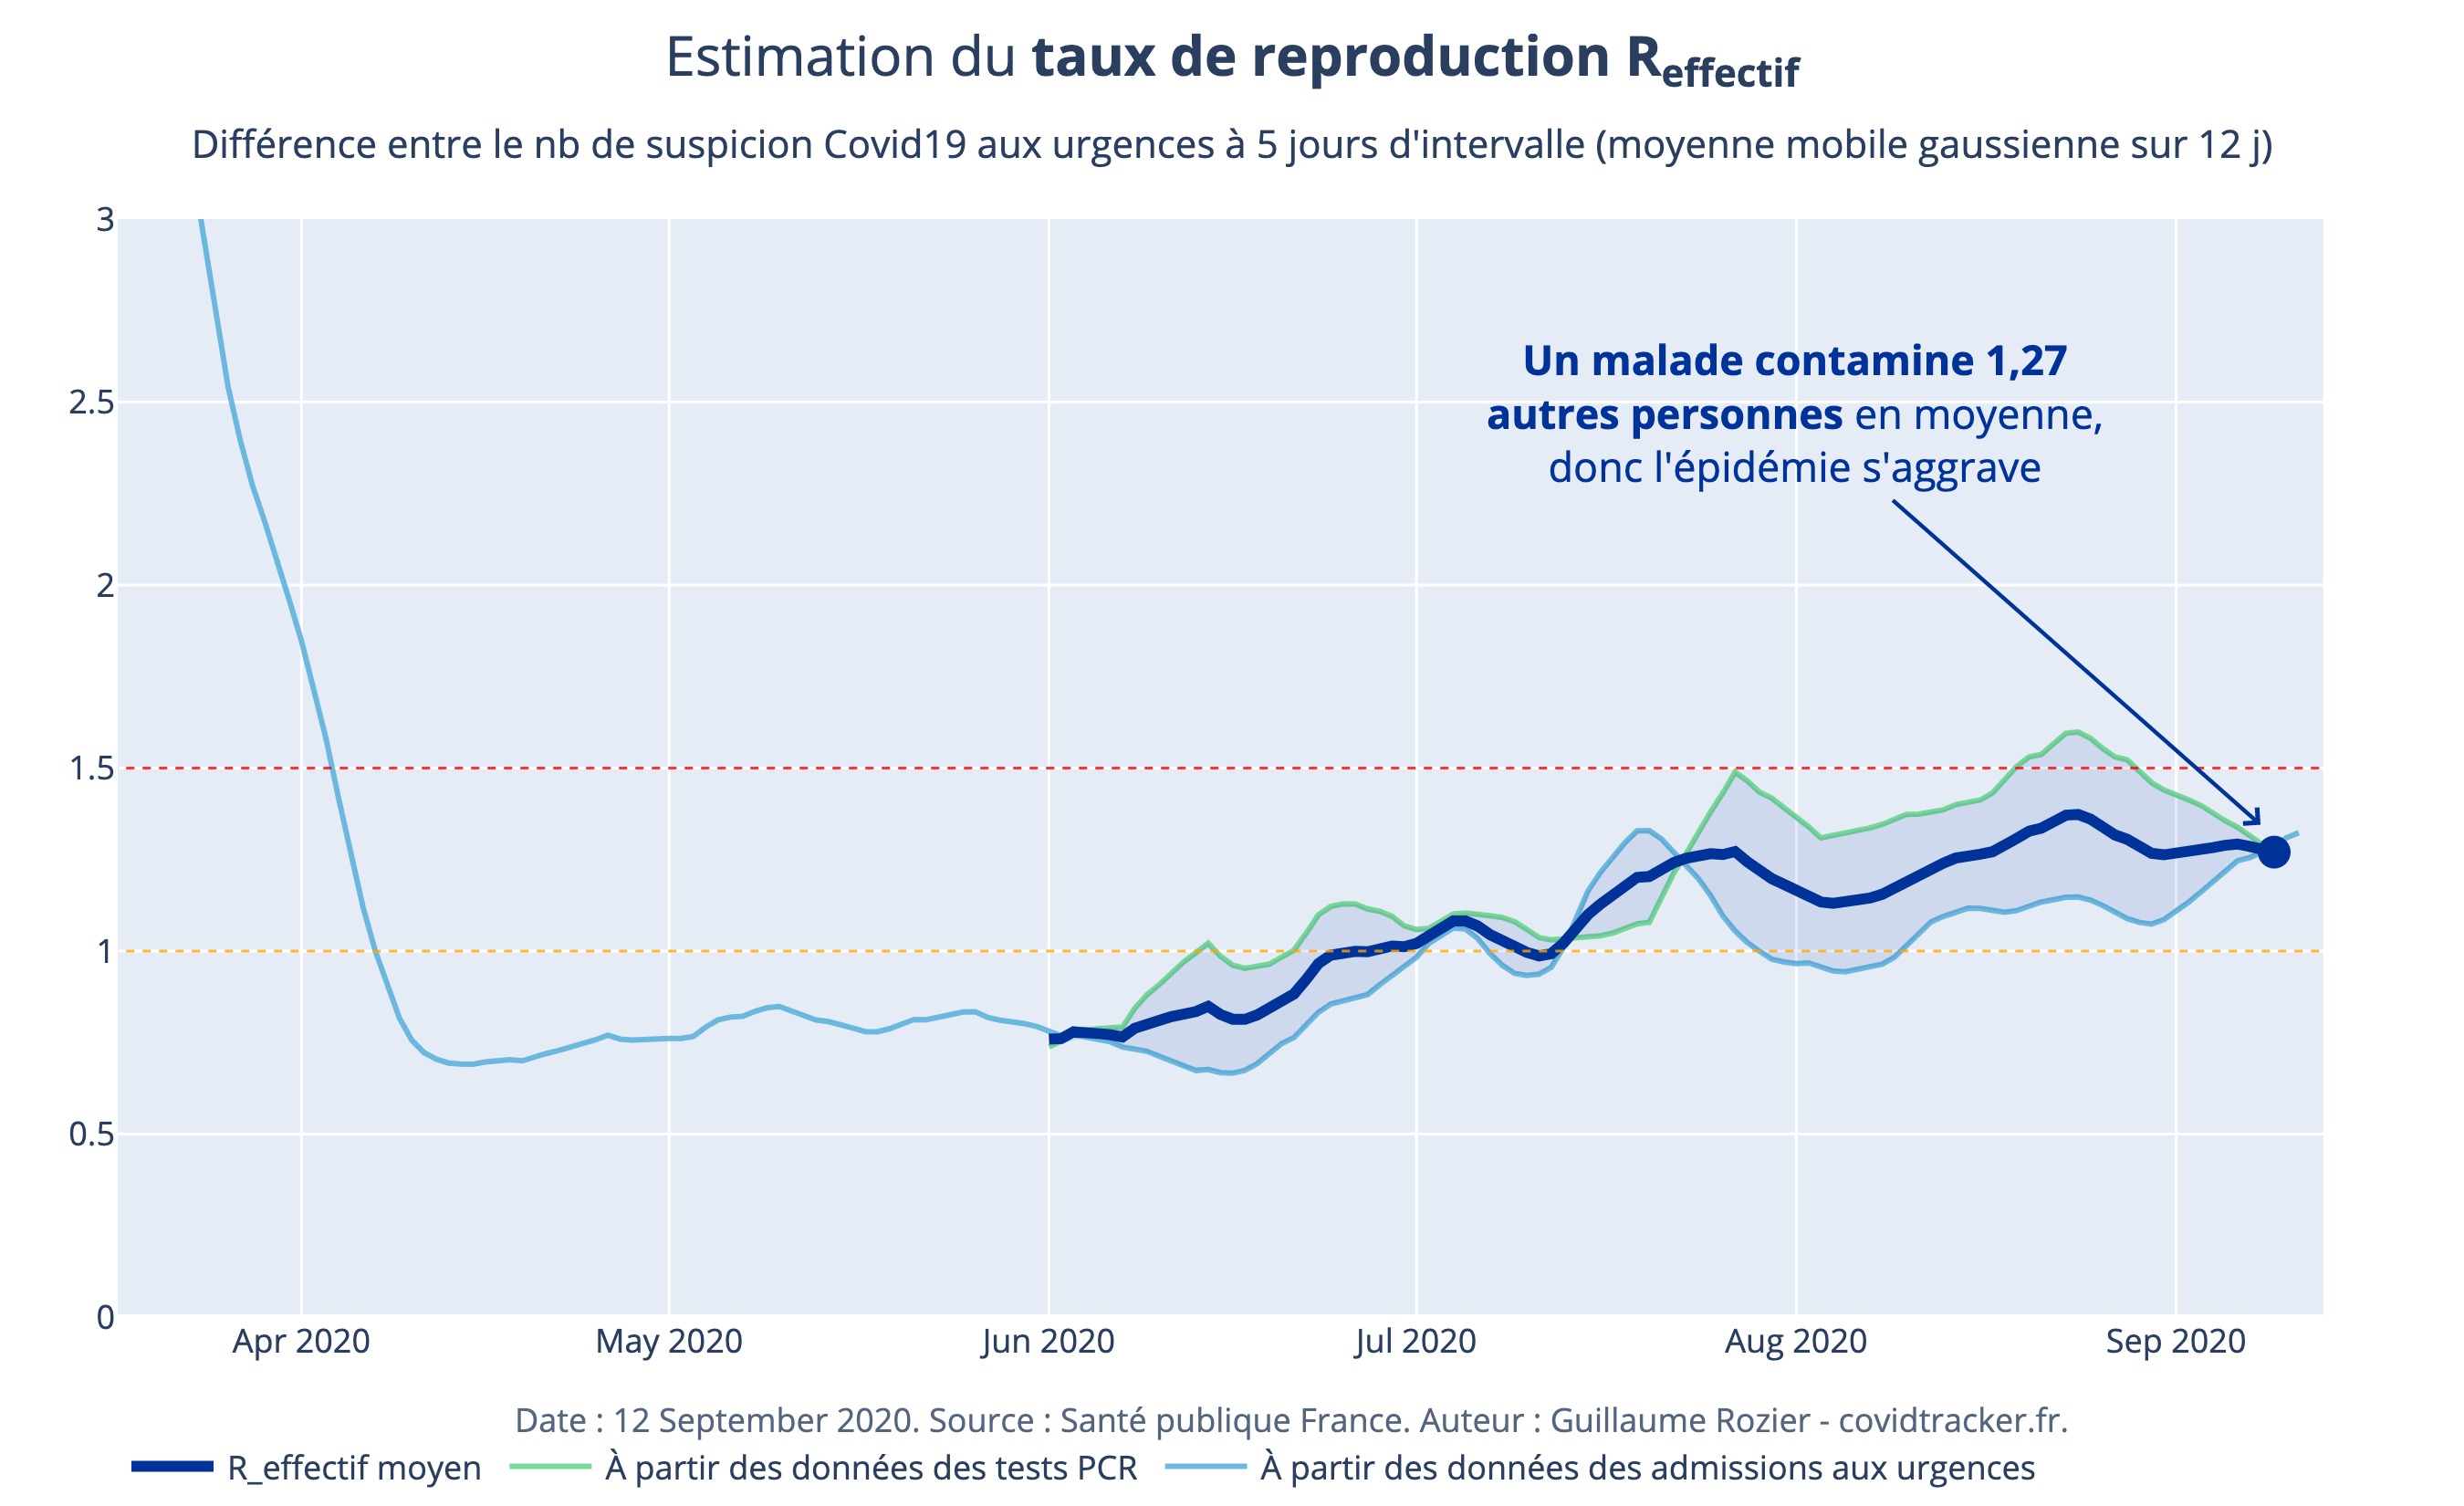 Estimation du taux de reproduction Reffectif
Différence entre le nb de suspicion Covid19 aux urgences à 5 jours d'intervalle (moyenne mobile gaussienne sur 12 j)
3
2.5
2
1.5
1
0.5
0
Un malade contamine 1,27
autres personnes en moyenne,
donc l'épidémie s'aggrave
Apr 2020 May 2020 Jun 2020 Jul 2020 Aug 2020 Sep 2020
Date : 12 September 2020. Source : Santé publique France. Auteur : Guillaume Rozier - covidtracker.fr.
R_effectif moyen À partir des données des tests PCR À partir des données des admissions aux urgences